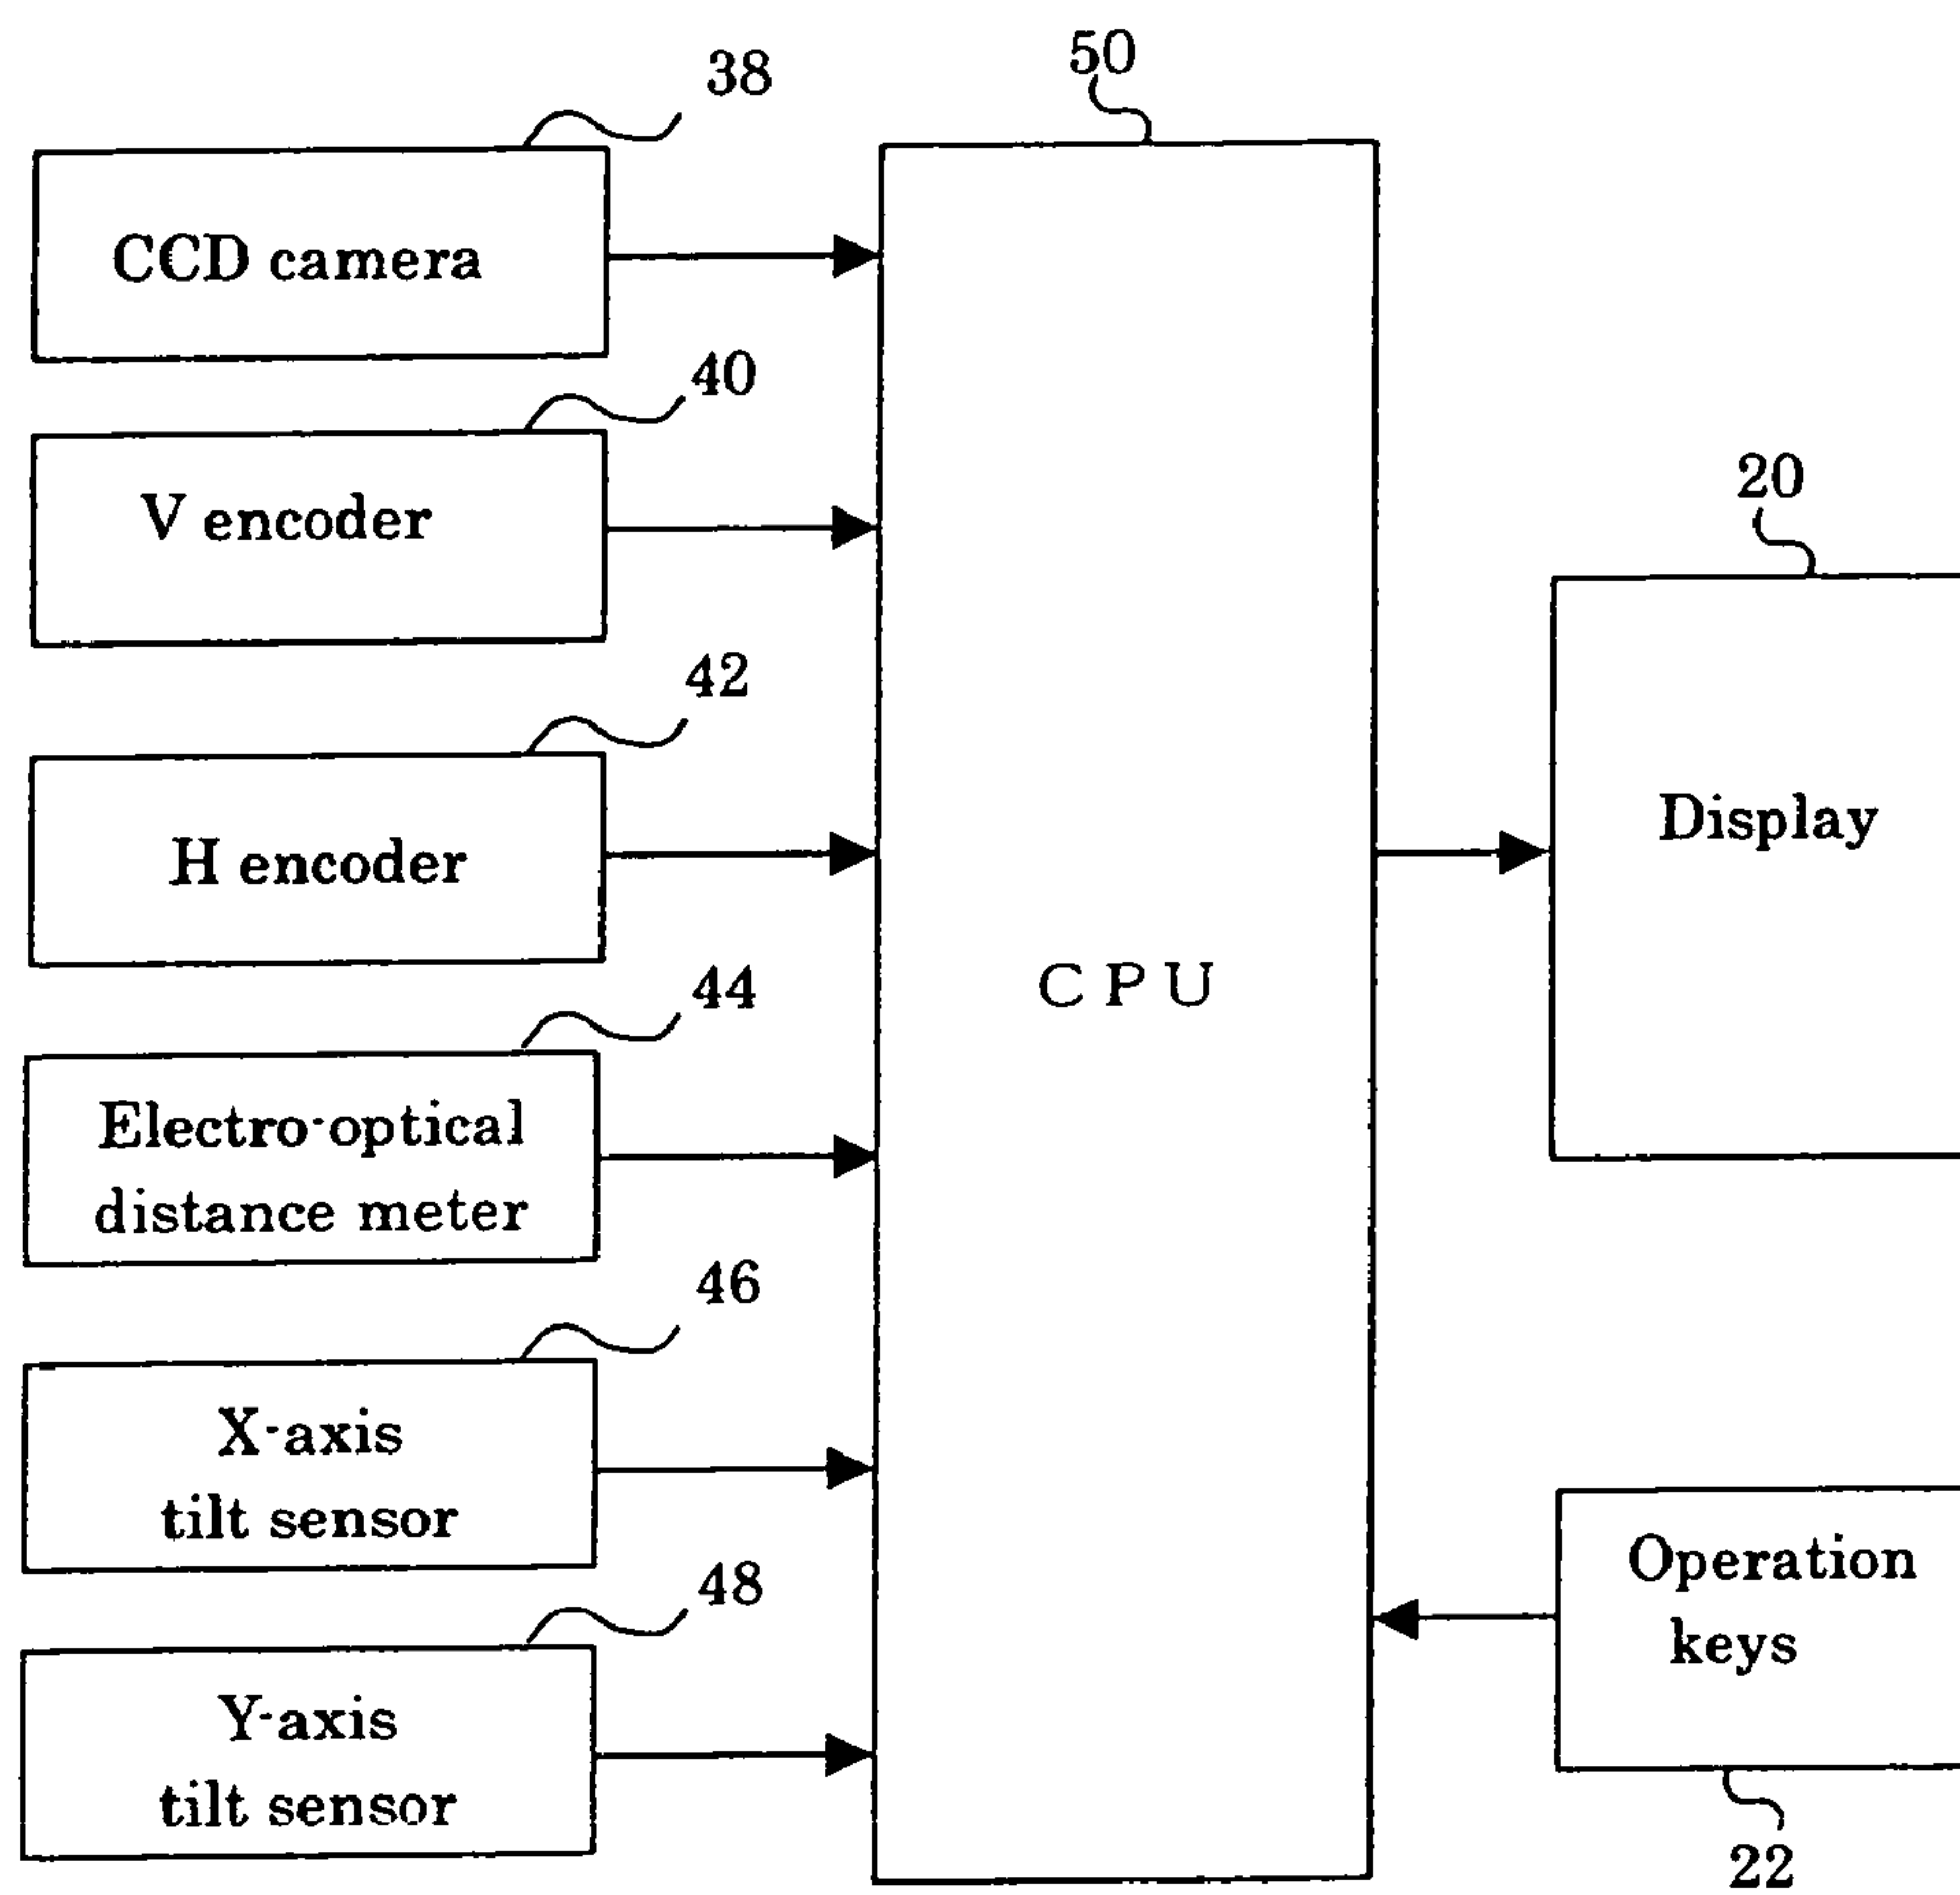 38
CCD camera
40
V encoder
42
H encoder
44
Electro-optical
distance meter
46
X-axis
tilt sensor
48
Y-axis
tilt sensor
50
CPU
20
Display
Operation
keys
22